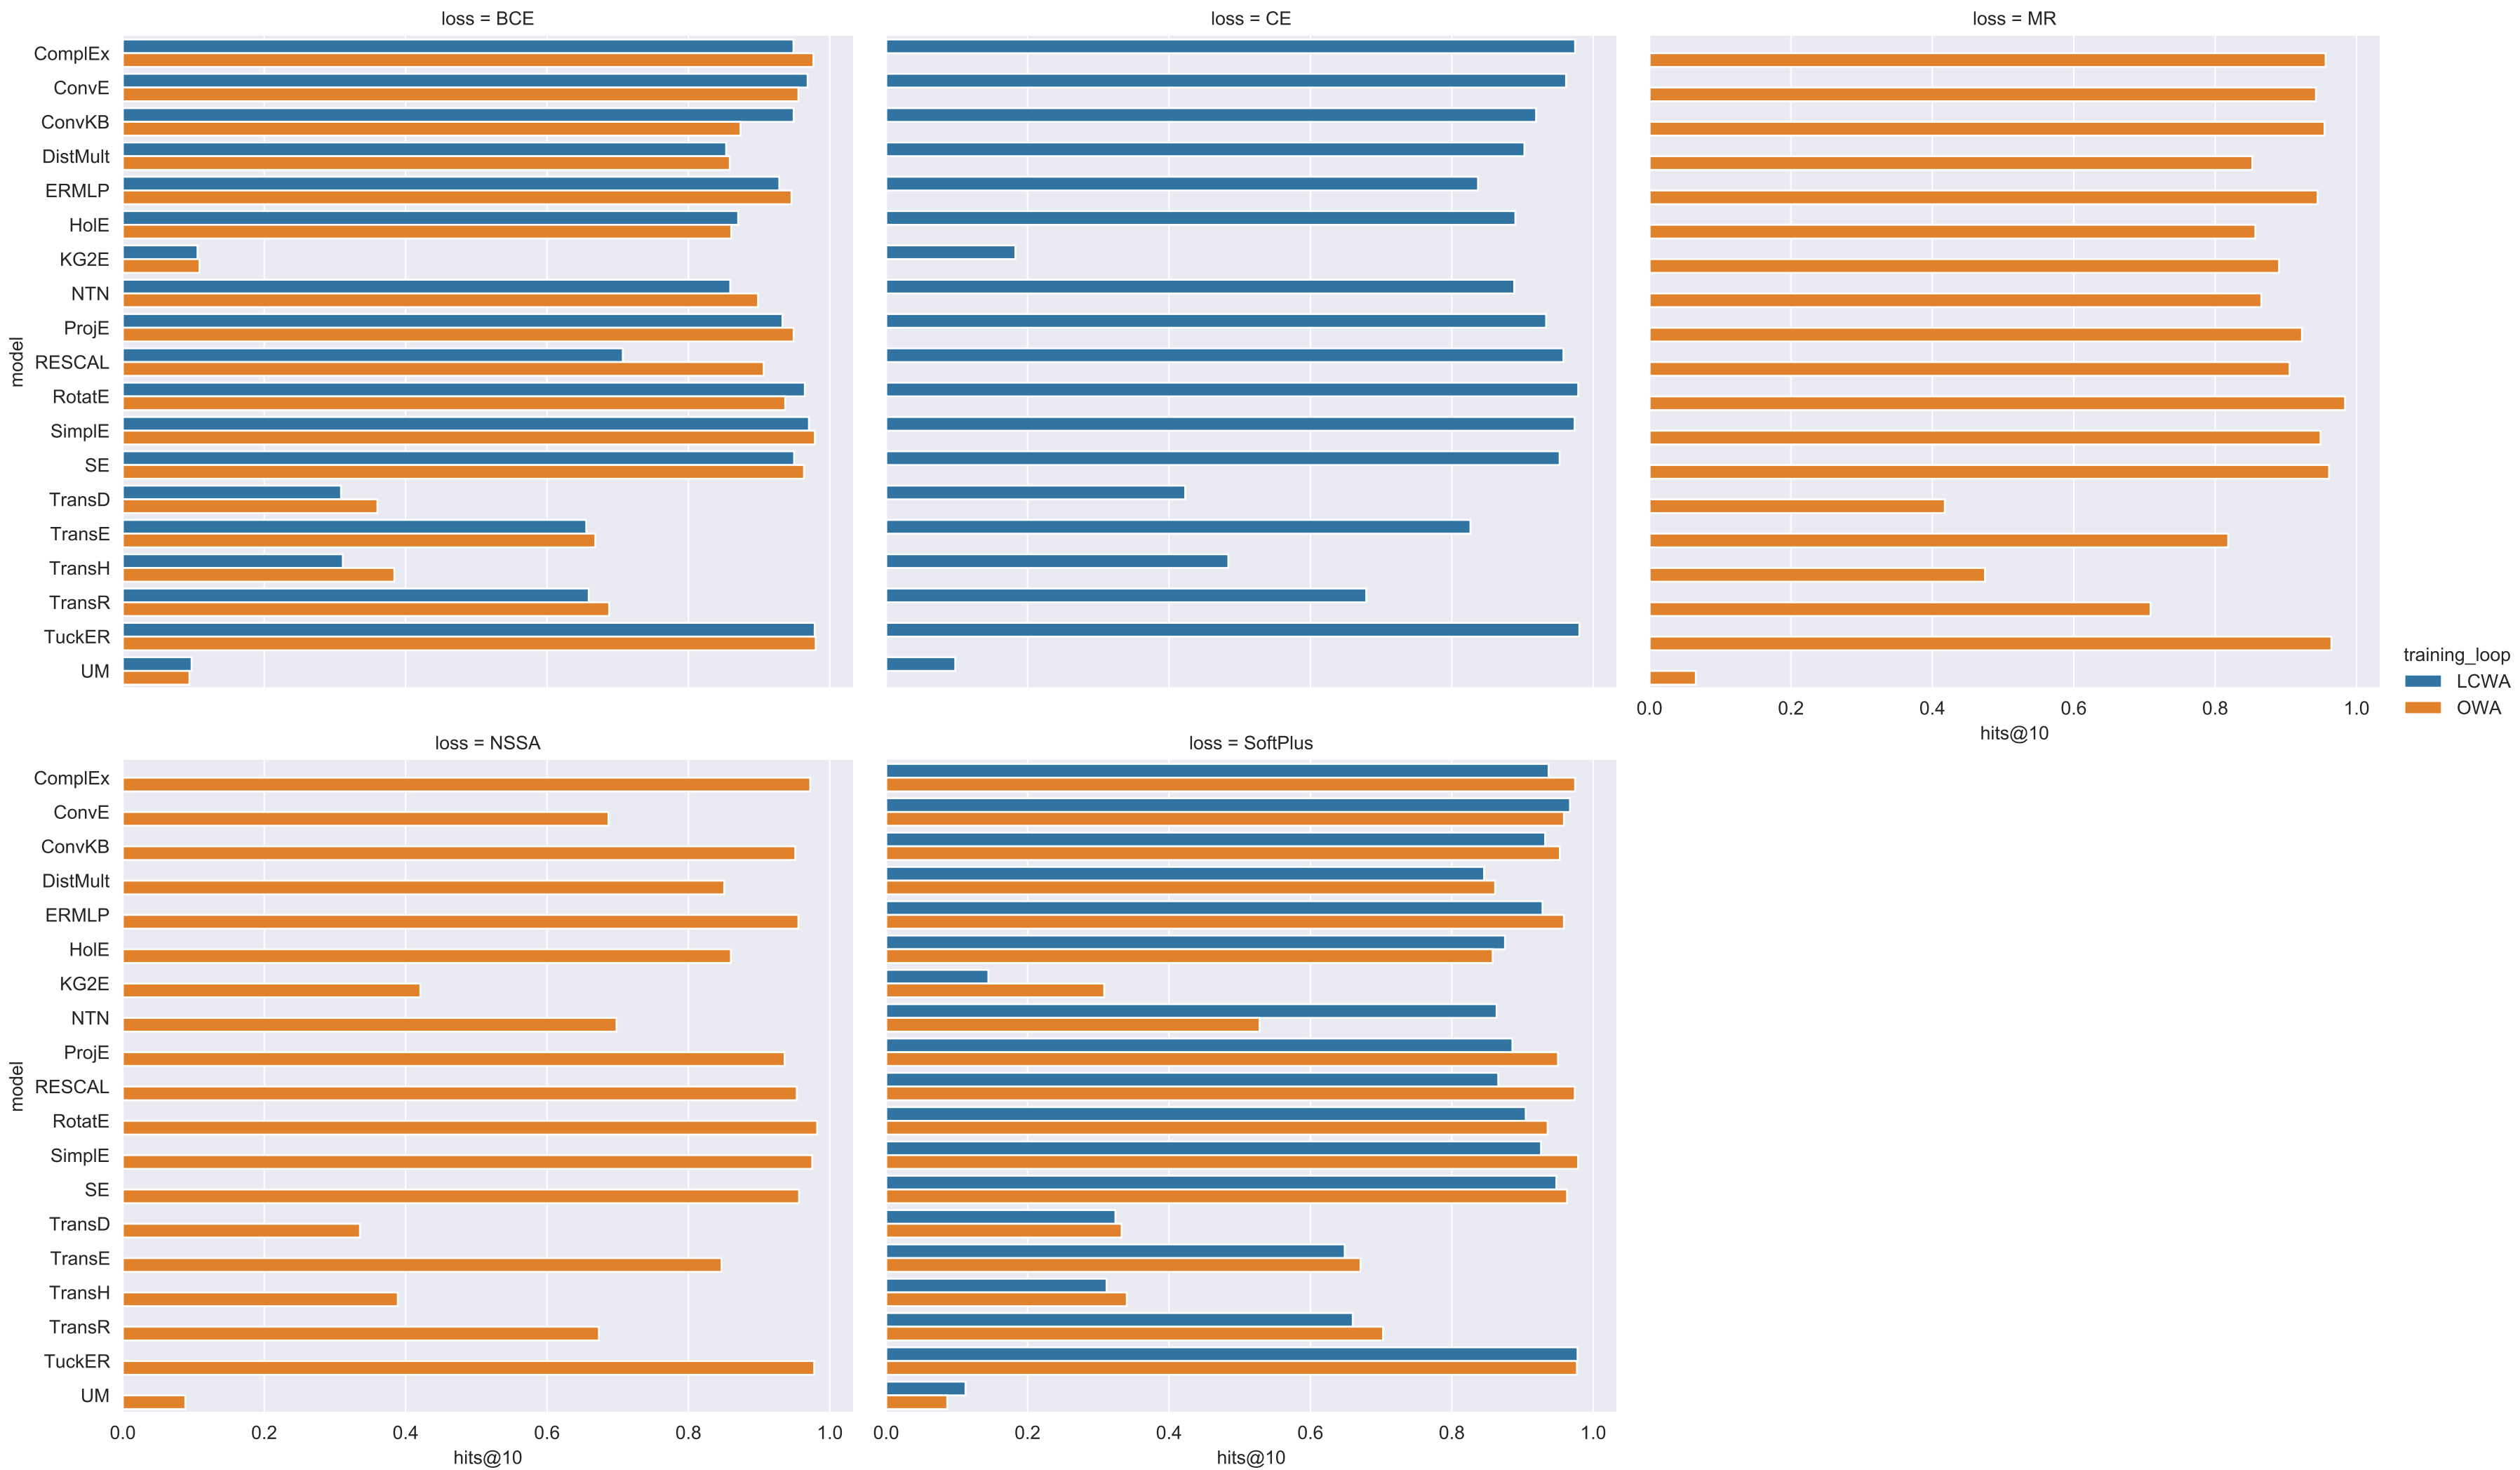 loss = BCE
loss = CE
loss = MR
model
ComplEx
ConvE
ConvKB
DistMult
ERMLP
HolE
KG2E
NTN
ProjE
RESCAL
RotatE
SimplE
SE
TransD
TransE
TransH
TransR
TuckER
UM
0.0 0.2 0.4 0.6 0.8 1.0
hits@10
training_loop
LCWA
OWA
loss = NSSA
loss = SoftPlus
model
ComplEx
ConvE
ConvKB
DistMult
ERMLP
HolE
KG2E
NTN
ProjE
RESCAL
RotatE
SimplE
SE
TransD
TransE
TransH
TransR
TuckER
UM
0.0 0.2 0.4 0.6 0.8 1.0
hits@10
0.0 0.2 0.4 0.6 0.8 1.0
hits@10